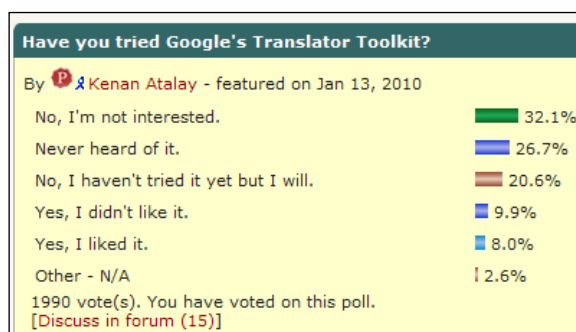 Have you tried Google's Translator Toolkit?
By P Kenan Atalay - featured on Jan 13, 2010
No, I'm not interested. 32.1%
Never heard of it. 26.7%
No, I haven't tried it yet but I will. 20.6%
Yes, I didn't like it. 9.9%
Yes, I liked it. 8.0%
Other - N/A 2.6%
1990 vote(s). You have voted on this poll.
[Discuss in forum (15)]